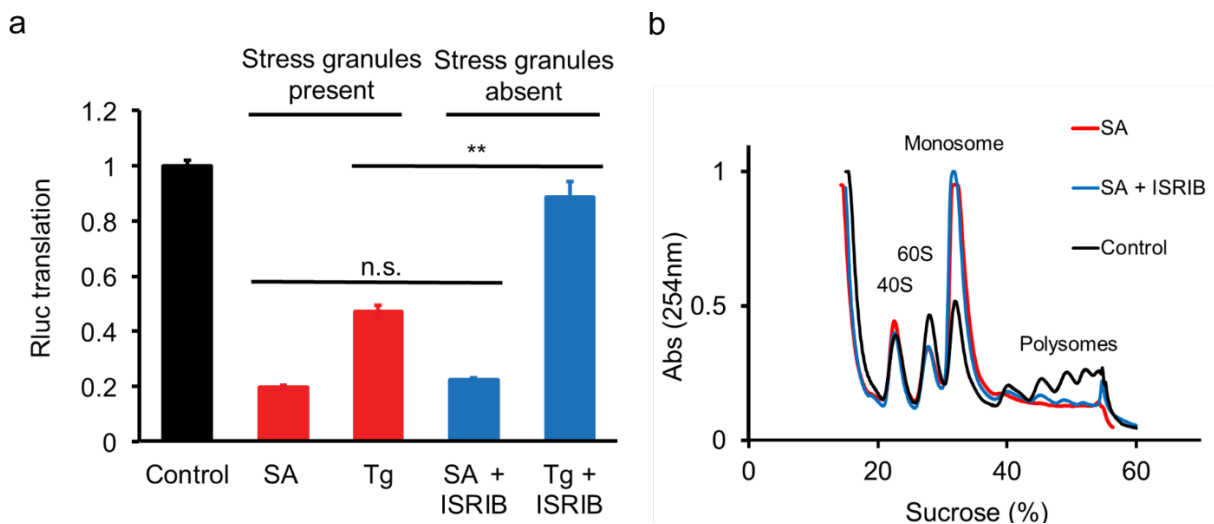 a
Stress granules
present
Stress granules
absent
1.2
1
0.8
0.6
0.4
0.2
0
Rluc translation
**
n.s.
Control
SA
Tg
SA +
ISRIB
Tg +
ISRIB
b
SA
SA + ISRIB
Control
Monosome
60S
40S
Polysomes
1
0.5
0
Abs (254nm)
0
20
40
60
Sucrose (%)